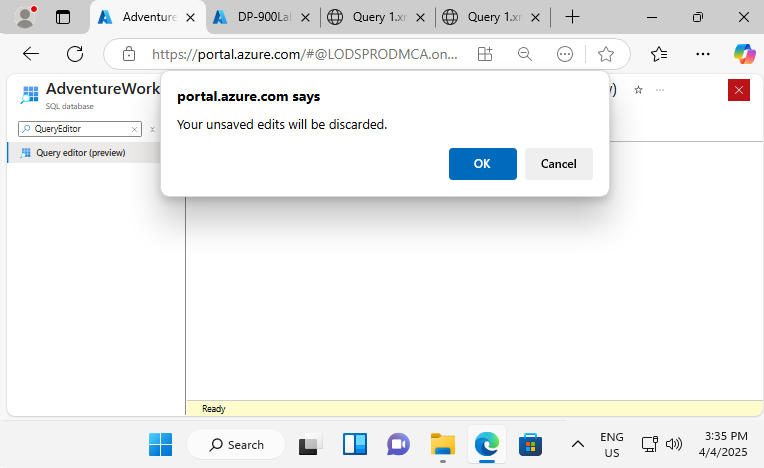 Adventure
DP-900Lal
Query 1.xr
Query 1.xr
https://portal.azure.com/#@LODSPRODMCA.on...
AdventureWork
SQL database
QueryEditor
Query editor (preview)
portal.azure.com says
Your unsaved edits will be discarded.
OK
Cancel
Ready
Search
ENG
US
3:35 PM
4/4/2025